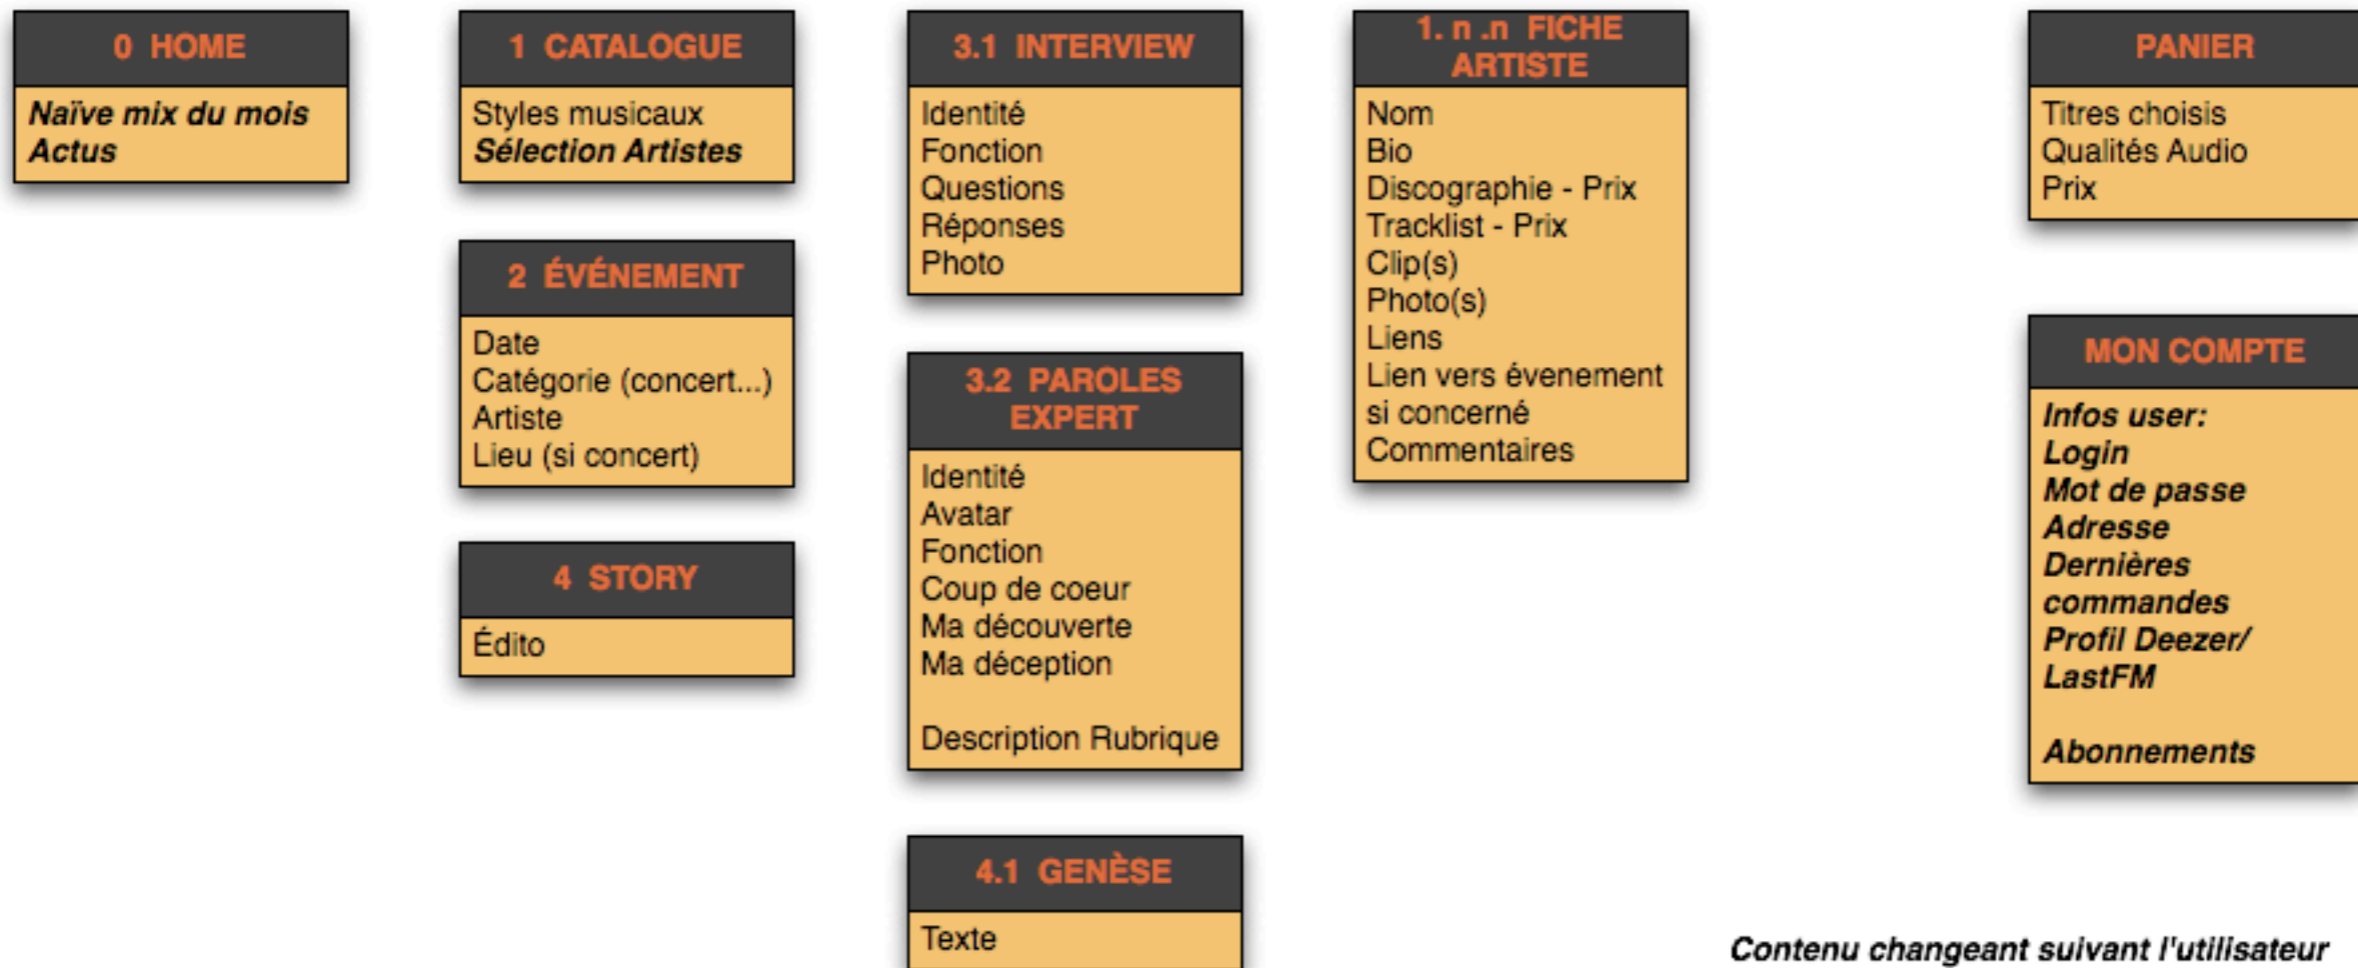 0 HOME
Naïve mix du mois
Actus
1 CATALOGUE
Styles musicaux
Sélection Artistes
2 ÉVÉNEMENT
Date
Catégorie (concert...)
Artiste
Lieu (si concert)
4 STORY
Édito
3.1 INTERVIEW
Identité
Fonction
Questions
Réponses
Photo
3.2 PAROLES
EXPERT
Identité
Avatar
Fonction
Coup de coeur
Ma découverte
Ma déception
Description Rubrique
4.1 GENÈSE
Texte
1. n .n FICHE
ARTISTE
Nom
Bio
Discographie - Prix
Tracklist - Prix
Clip(s)
Photo(s)
Liens
Lien vers évenement
si concerné
Commentaires
PANIER
Titres choisis
Qualités Audio
Prix
MON COMPTE
Infos user:
Login
Mot de passe
Adresse
Dernières
commandes
Profil Deezer/
LastFM
Abonnements
Contenu changeant suivant l'utilisateur